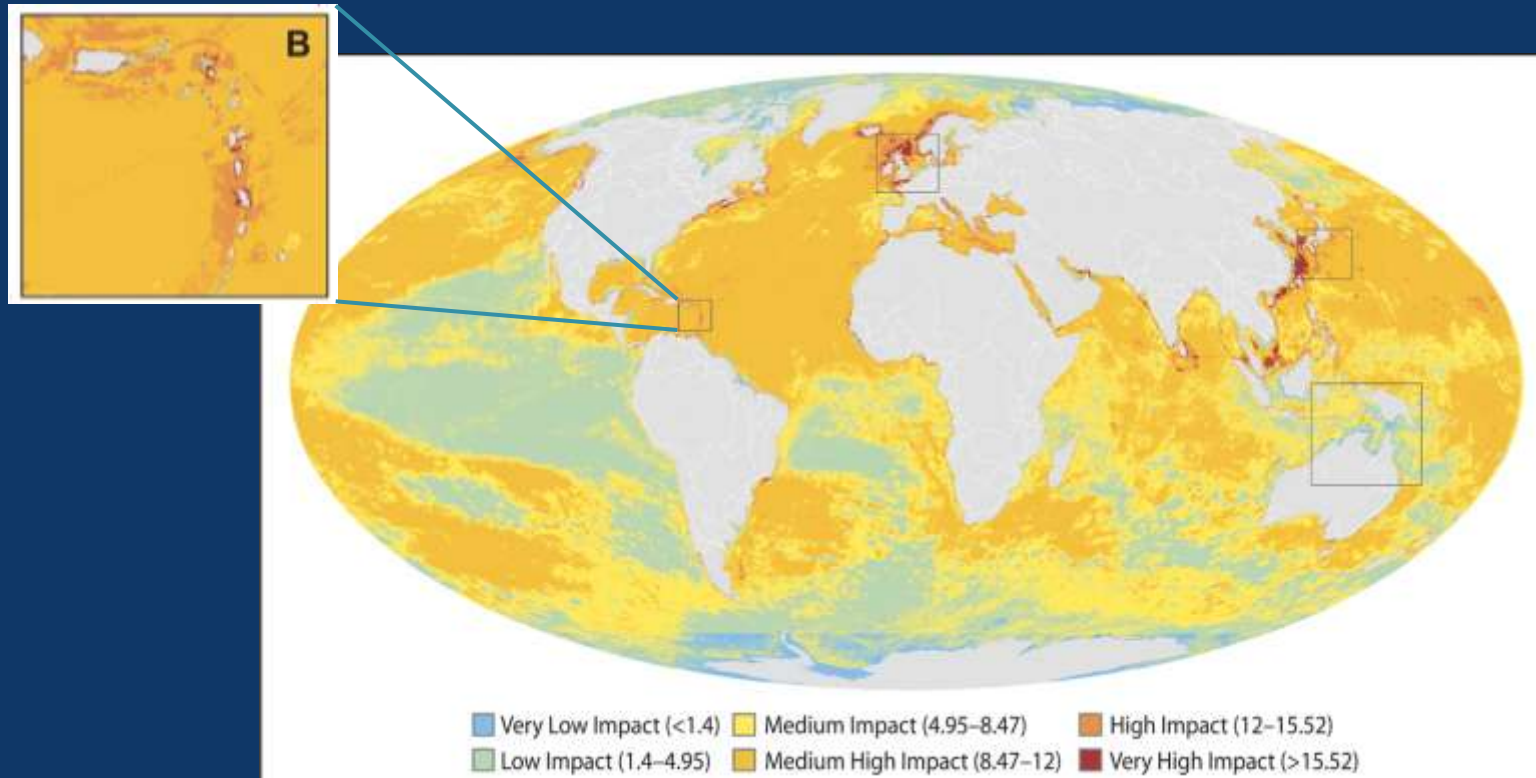 B
Very Low Impact (<1.4) Medium Impact (4.95–8.47) High Impact (12–15.52)
Low Impact (1.4–4.95) Medium High Impact (8.47–12) Very High Impact (>15.52)